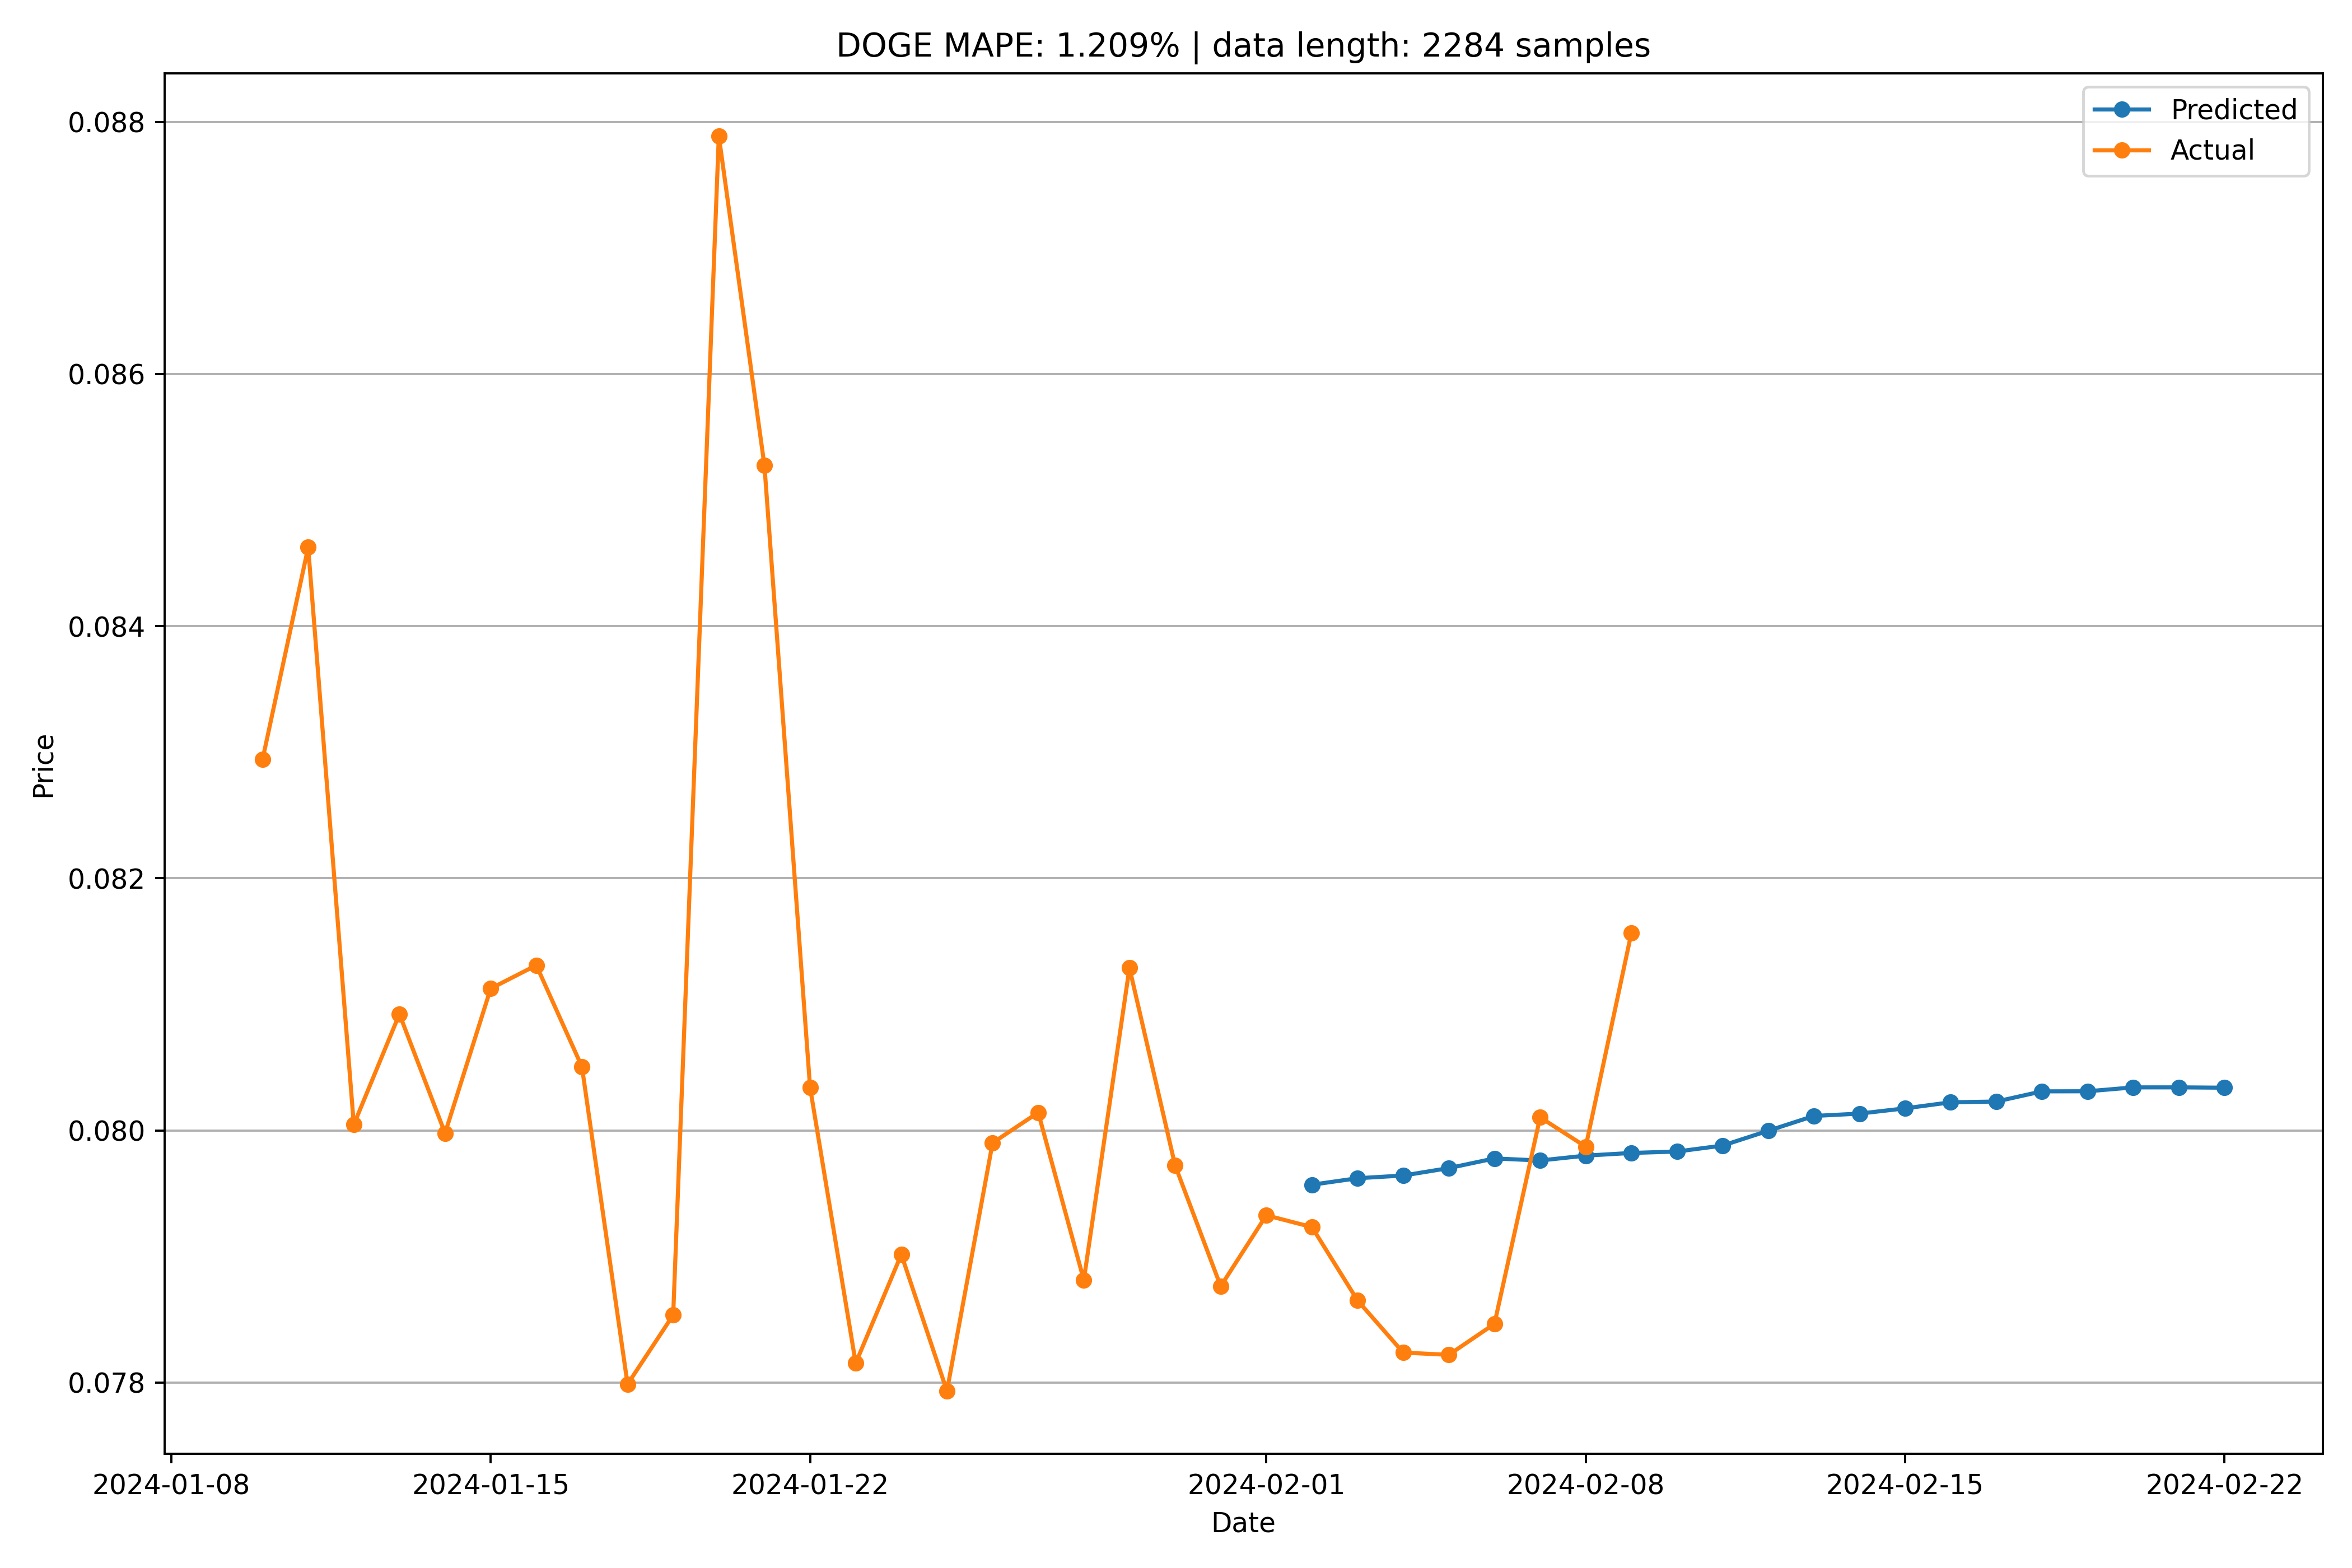 DOGE MAPE: 1.209% | data length: 2284 samples
Predicted
Actual
0.088
0.086
0.084
0.082
0.080
0.078
Price
2024-01-08
2024-01-15
2024-01-22
2024-02-01
2024-02-08
2024-02-15
2024-02-22
Date